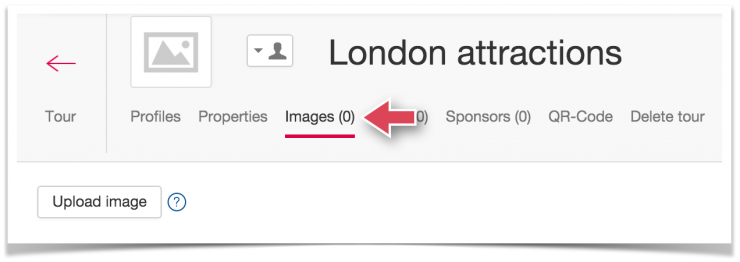 London attractions
Tour Profiles Properties Images (0) 0) Sponsors (0) QR-Code Delete tour
Upload image ?